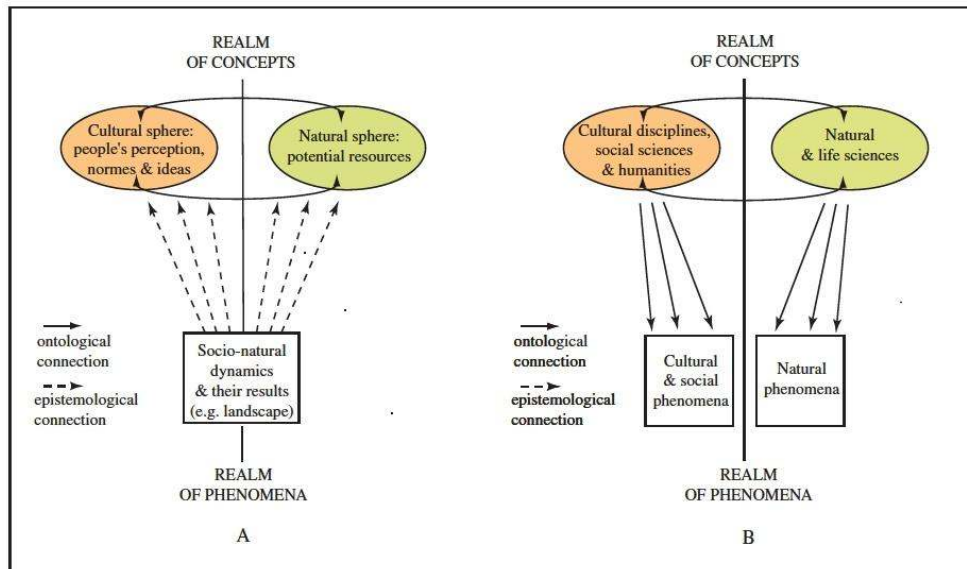 REALM
OF CONCEPTS
Cultural sphere:
people's perception,
normes & ideas
Natural sphere:
potential resources
ontological
connection
epistemological
connection
Socio-natural
dynamics
& their results
(e.g. landscape)
REALM
OF PHENOMENA
A
REALM
OF CONCEPTS
Cultural disciplines,
social sciences
& humanities
Natural
& life sciences
ontological
connection
epistemological
connection
Cultural
& social
phenomena
Natural
phenomena
REALM
OF PHENOMENA
B